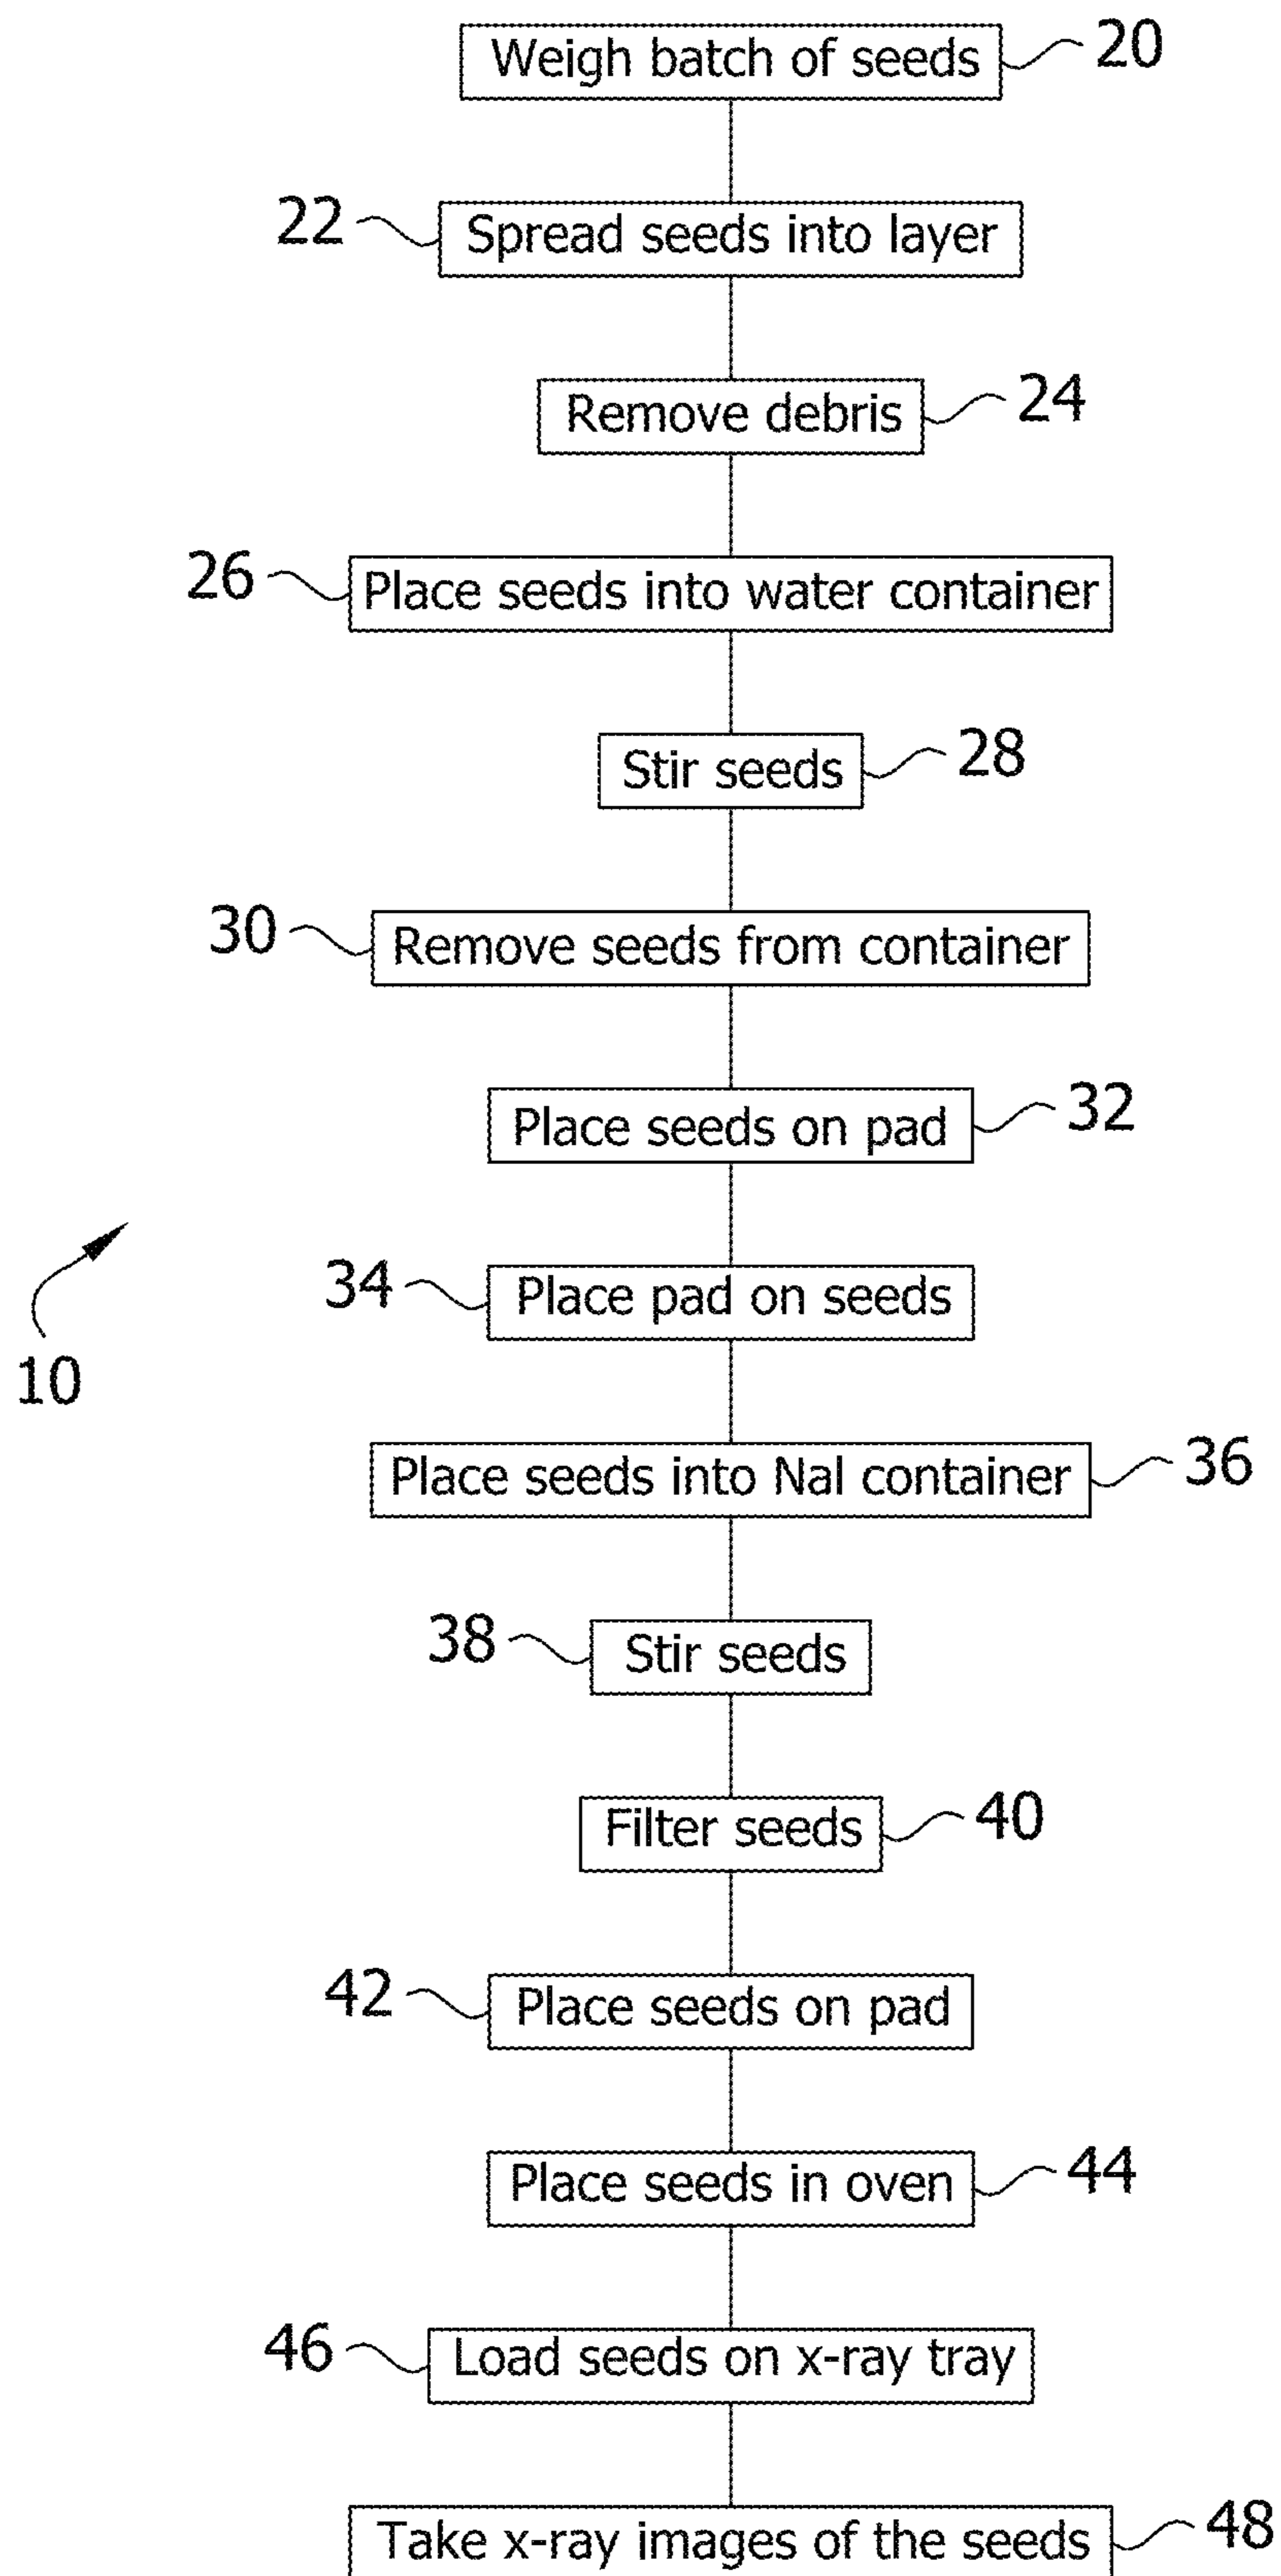 Weigh batch of seeds 20
22 Spread seeds into layer
Remove debris 24
26 Place seeds into water container
Stir seeds 28
30 Remove seeds from container
Place seeds on pad 32
34 Place pad on seeds
10
Place seeds into NaI container 36
38 Stir seeds
Filter seeds 40
42 Place seeds on pad
Place seeds in oven 44
46 Load seeds on x-ray tray
Take x-ray images of the seeds 48